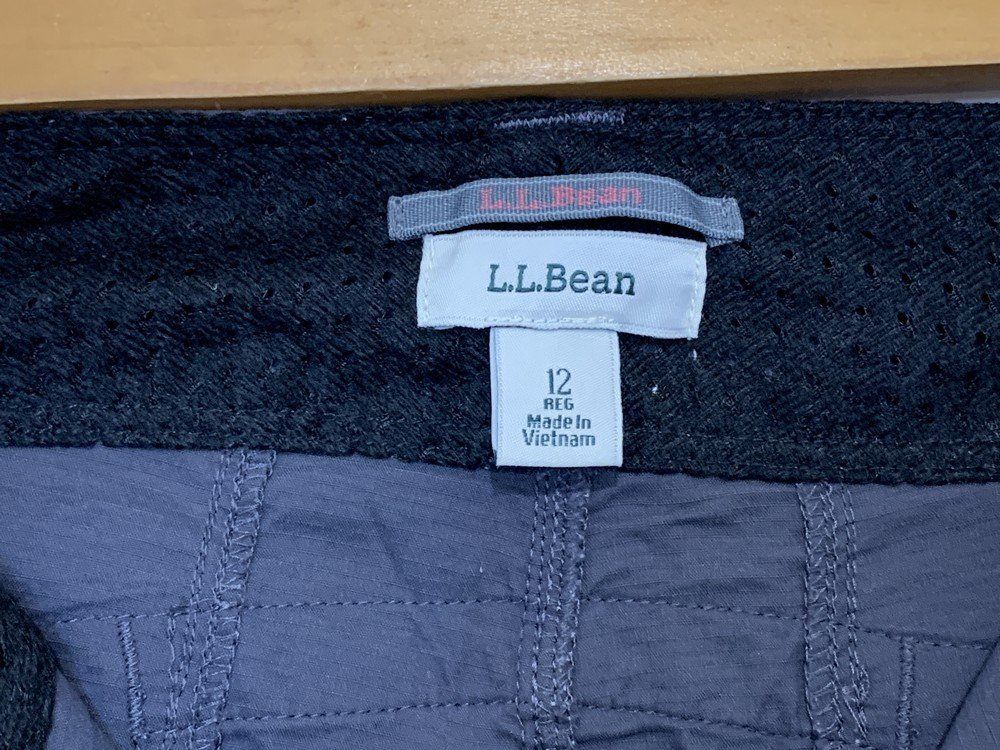 L.L.Bean
L.L.Bean
12
REG
Made In
Vietnam